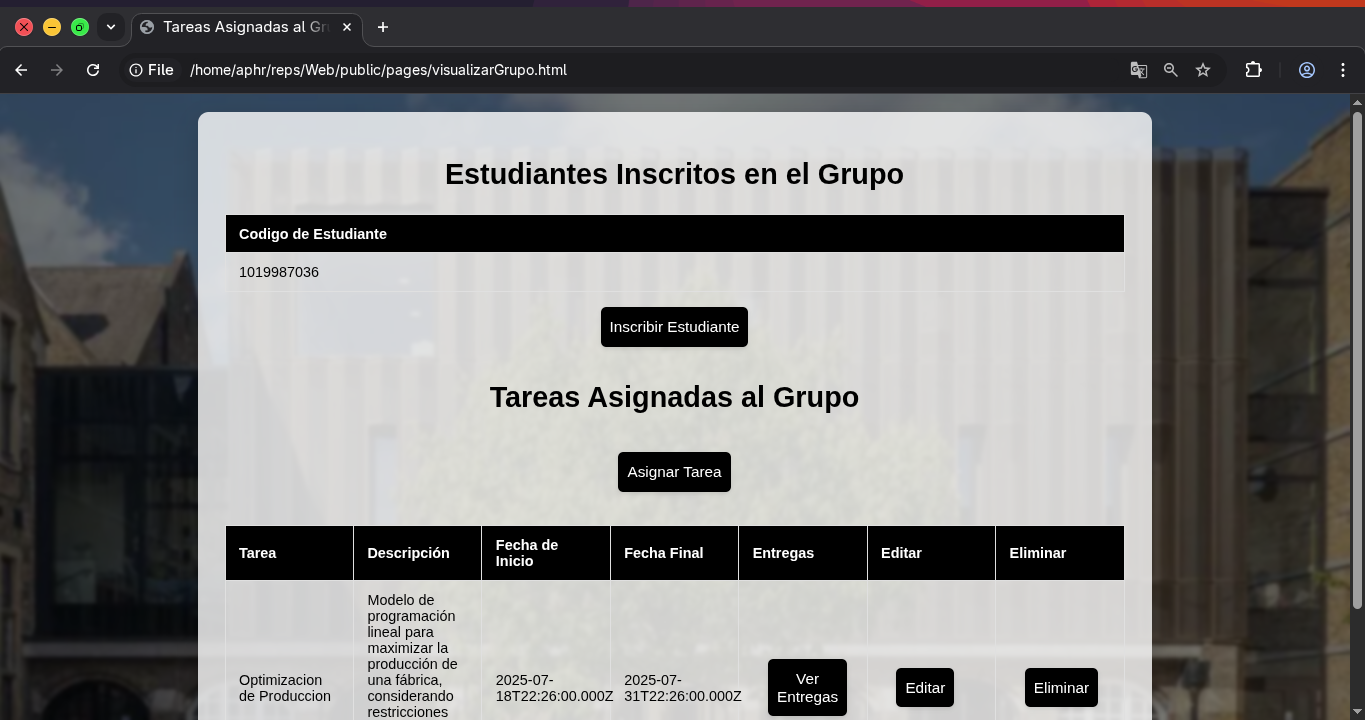 Tareas Asignadas al Gr
File
/home/aphr/reps/Web/public/pages/visualizarGrupo.html
Estudiantes Inscritos en el Grupo
Codigo de Estudiante
1019987036
Inscribir Estudiante
Tareas Asignadas al Grupo
Asignar Tarea
Tarea
Descripción
Fecha de
Inicio
Fecha Final
Entregas
Editar
Eliminar
Optimizacion
de Produccion
Modelo de
programación
lineal para
maximizar la
producción de
una fábrica,
considerando
restricciones
2025-07-
18T22:26:00.000Z
2025-07-
31T22:26:00.000Z
Ver
Entregas
Editar
Eliminar